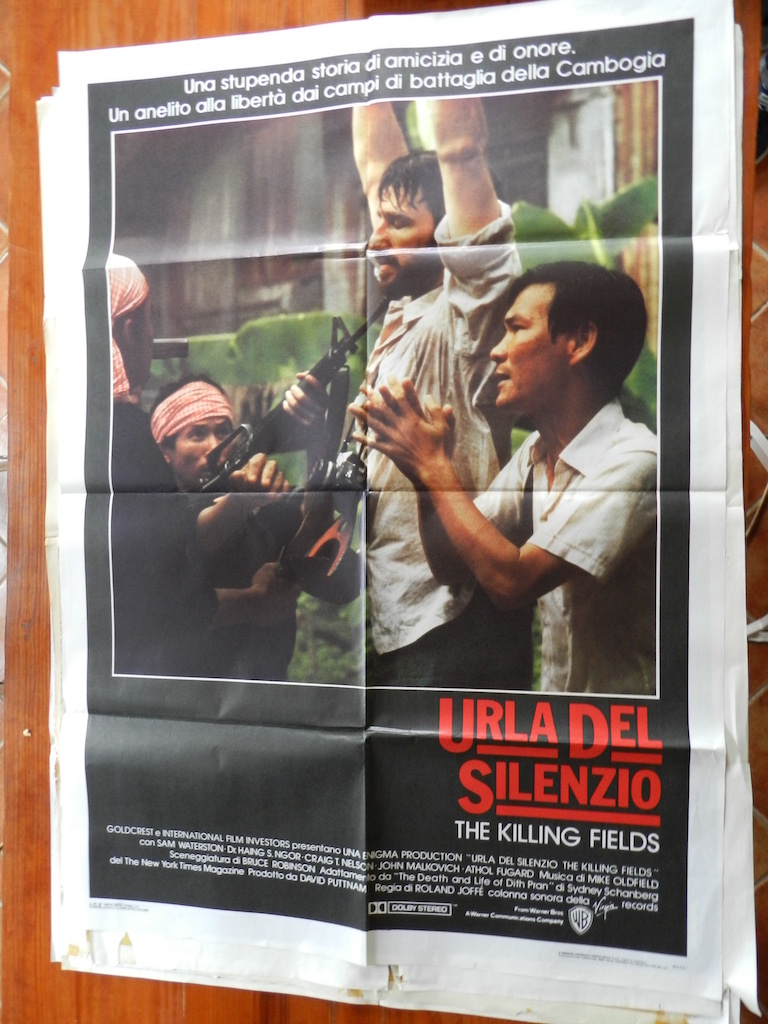 Una stupenda storia di amicizia e di onore.
Un anelito alla libertà dai campi di battaglia della Cambogia
URLA DEL
SILENZIO
THE KILLING FIELDS
GOLDCREST e INTERNATIONAL FILM INVESTORS presentano UNA ENIGMA PRODUCTION "URLA DEL SILENZIO THE KILLING FIELDS"
con SAM WATERSTON · Dr. HAING S. NGOR · CRAIG T. NELSON · JOHN MALKOVICH · ATHOL FUGARD Musica di MIKE OLDFIELD
Sceneggiatura di BRUCE ROBINSON Adattamento da "The Death and Life of Dith Pran" di Sydney Schanberg
del The New York Times Magazine Prodotto da DAVID PUTTNAM Regia di ROLAND JOFFÉ colonna sonora della Virgin records
DOLBY STEREO
From Warner Bros
A Warner Communications Company
WB